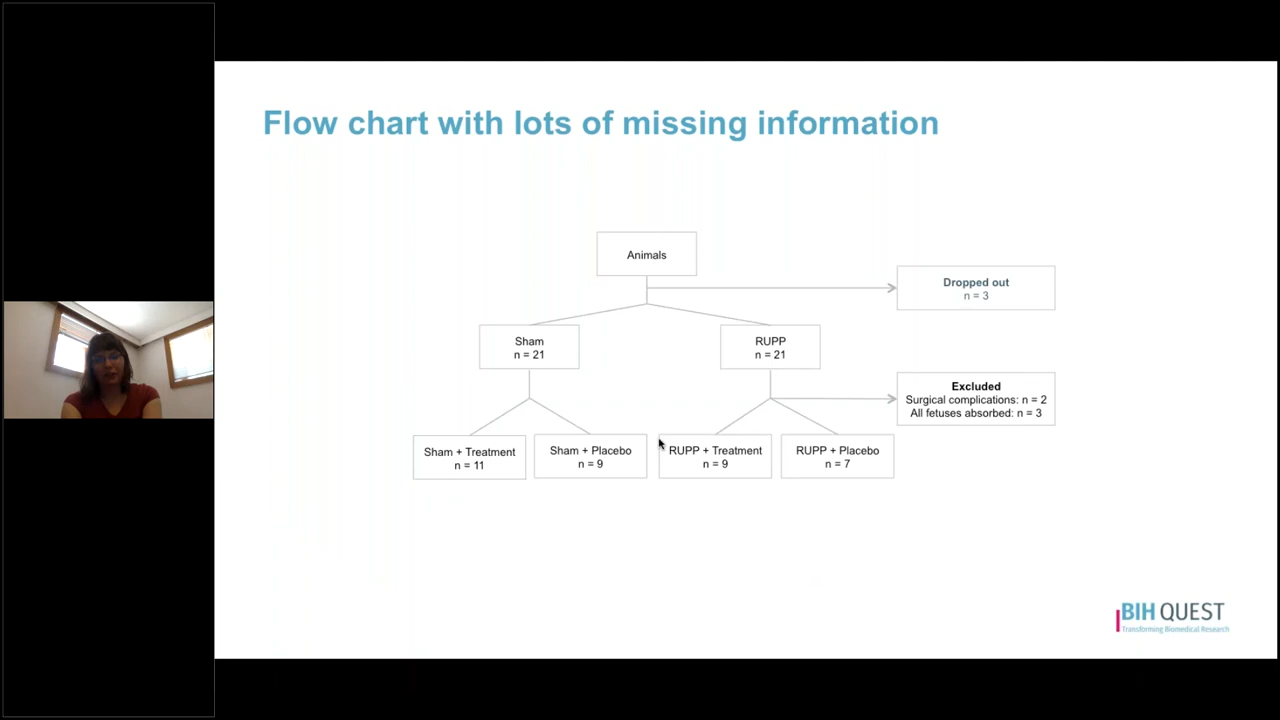 Flow chart with lots of missing information
Animals
Dropped out
n = 3
Sham
n = 21
RUPP
n = 21
Excluded
Surgical complications: n = 2
All fetuses absorbed: n = 3
Sham + Treatment
n = 11
Sham + Placebo
n = 9
RUPP + Treatment
n = 9
RUPP + Placebo
n = 7
BIH QUEST
Transforming Biomedical Research